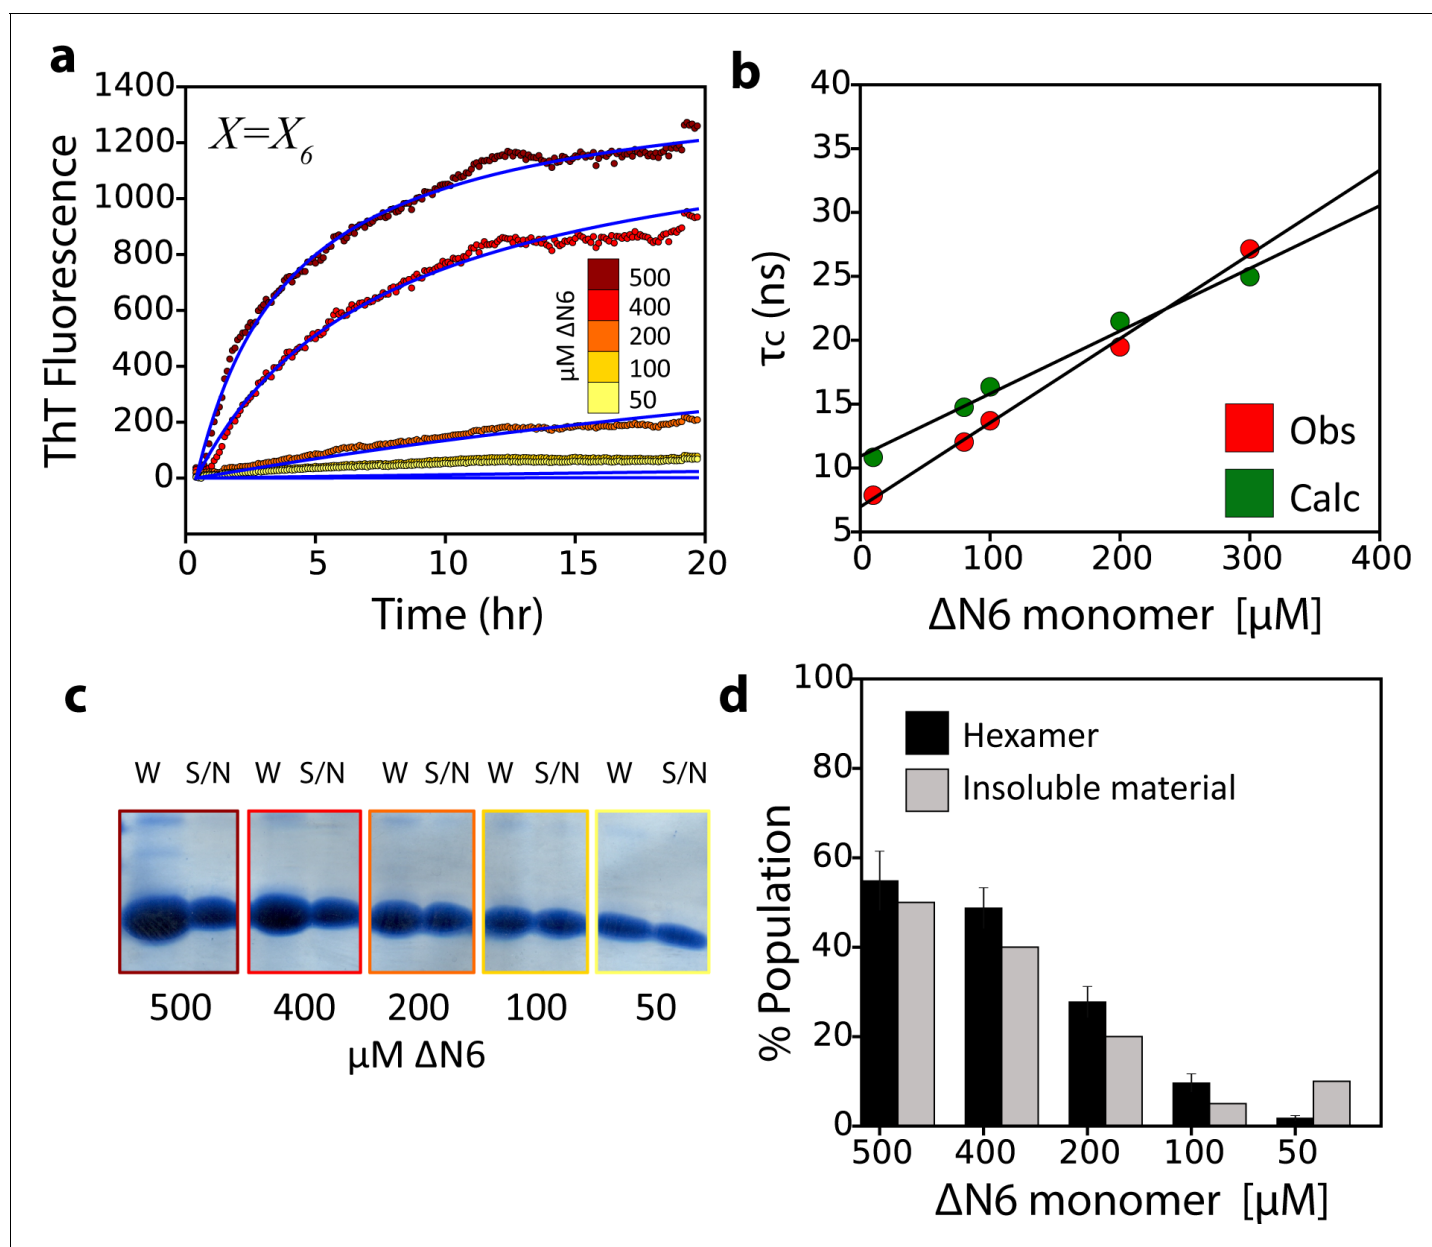 a
ThT Fluorescence
1400
1200
1000
800
600
400
200
0
X=X6
μM ΔN6
500
400
200
100
50
0 5 10 15 20
Time (hr)
b
τc (ns)
40
35
30
25
20
15
10
5
Obs
Calc
0 100 200 300 400
ΔN6 monomer [μM]
c
W S/N W S/N W S/N W S/N W S/N
500 400 200 100 50
μM ΔN6
d
% Population
100
80
60
40
20
0
Hexamer
Insoluble material
500 400 200 100 50
ΔN6 monomer [μM]